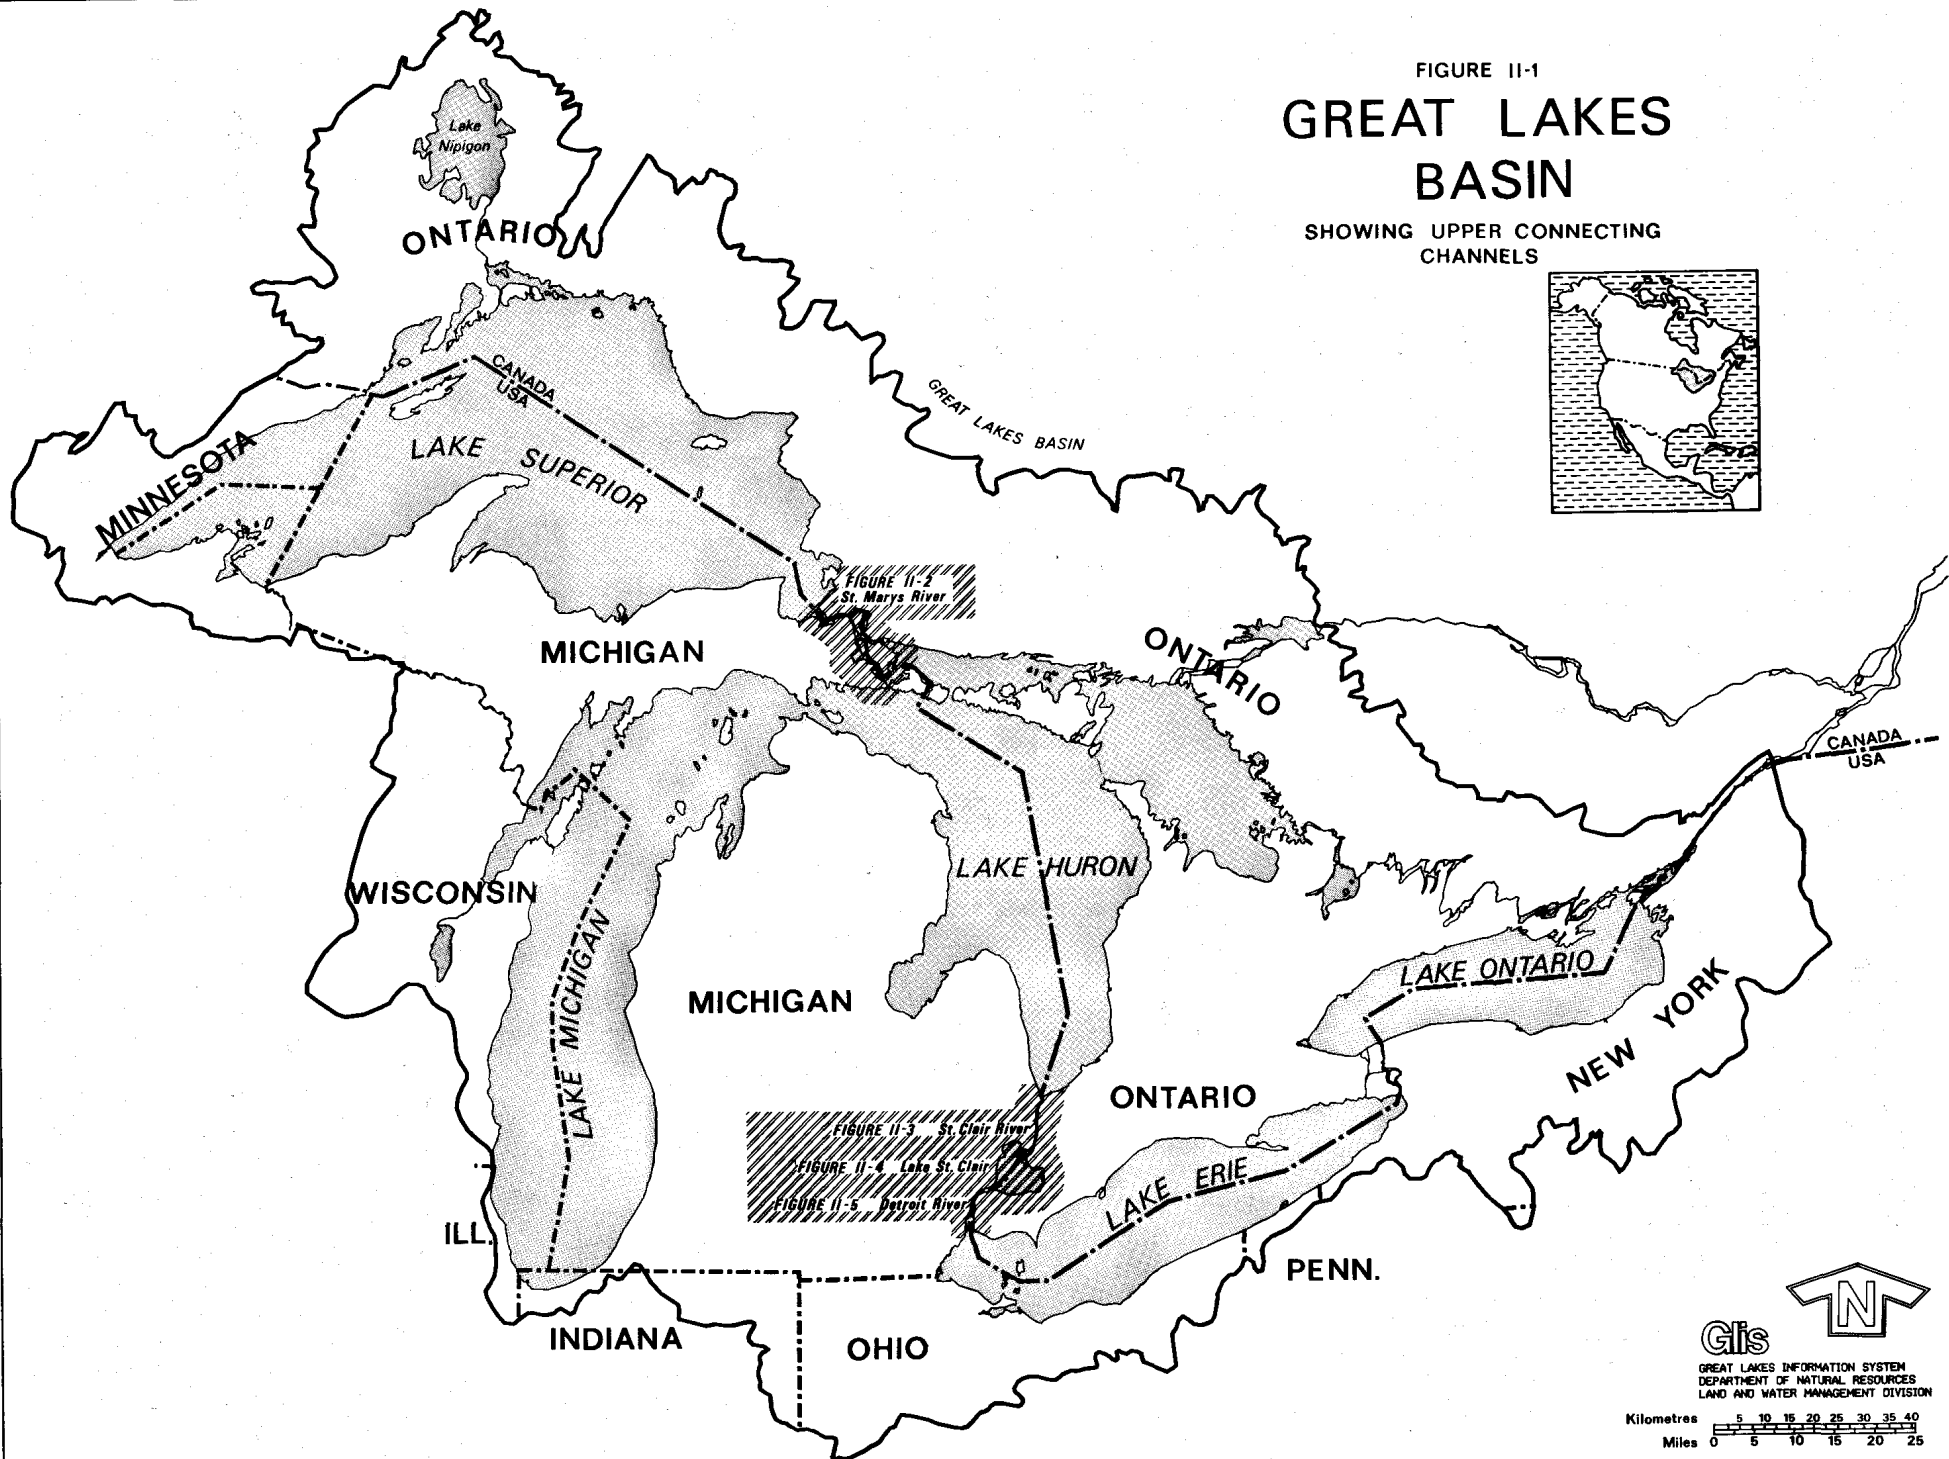 FIGURE II-1
GREAT LAKES
BASIN
SHOWING UPPER CONNECTING
CHANNELS
Lake
Nipigon
ONTARIO
CANADA
USA
GREAT LAKES BASIN
MINNESOTA
LAKE SUPERIOR
FIGURE II-2
St. Marys River
MICHIGAN
ONTARIO
CANADA
USA
LAKE HURON
WISCONSIN
LAKE MICHIGAN
MICHIGAN
LAKE ONTARIO
NEW YORK
ONTARIO
FIGURE II-3 St. Clair River
FIGURE II-4 Lake St. Clair
FIGURE II-5 Detroit River
LAKE ERIE
ILL.
PENN.
INDIANA
OHIO
N
Glis
GREAT LAKES INFORMATION SYSTEM
DEPARTMENT OF NATURAL RESOURCES
LAND AND WATER MANAGEMENT DIVISION
Kilometres 5 10 15 20 25 30 35 40
Miles 0 5 10 15 20 25